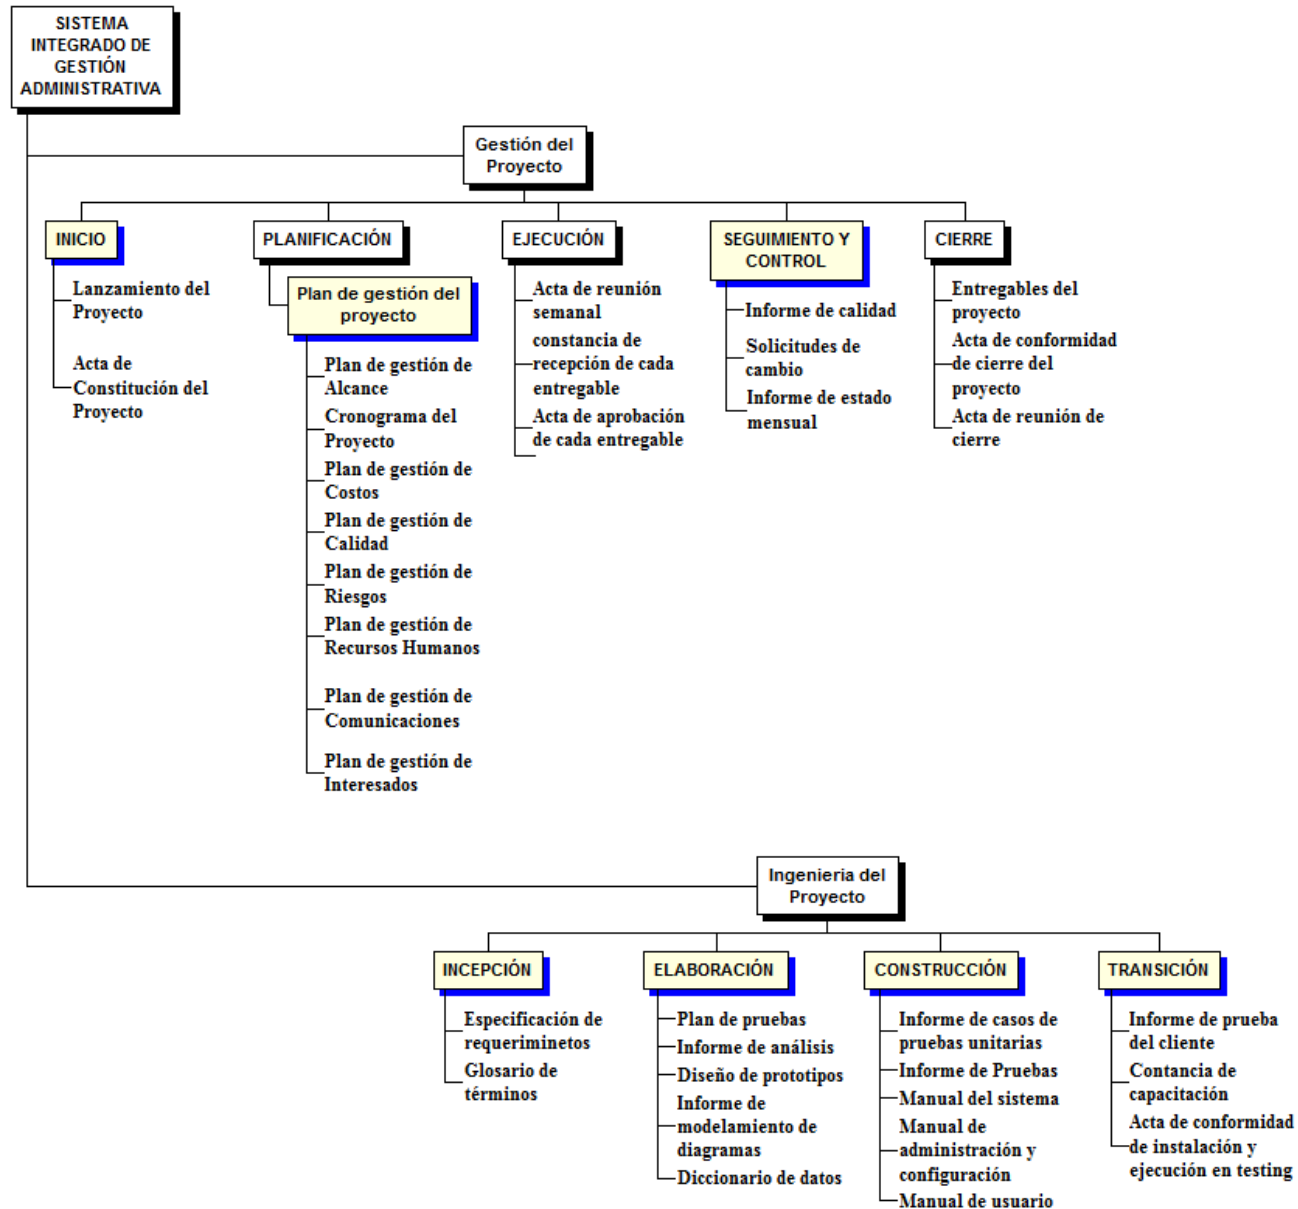 SISTEMA
INTEGRADO DE
GESTIÓN
ADMINISTRATIVA
Gestión del
Proyecto
INICIO
Lanzamiento del
Proyecto
Acta de
Constitución del
Proyecto
PLANIFICACIÓN
Plan de gestión del
proyecto
Plan de gestión de
Alcance
Cronograma del
Proyecto
Plan de gestión de
Costos
Plan de gestión de
Calidad
Plan de gestión de
Riesgos
Plan de gestión de
Recursos Humanos
Plan de gestión de
Comunicaciones
Plan de gestión de
Interesados
EJECUCIÓN
Acta de reunión
semanal
constancia de
recepción de cada
entregable
Acta de aprobación
de cada entregable
SEGUIMIENTO Y
CONTROL
Informe de calidad
Solicitudes de
cambio
Informe de estado
mensual
CIERRE
Entregables del
proyecto
Acta de conformidad
de cierre del
proyecto
Acta de reunión de
cierre
Ingenieria del
Proyecto
INCEPCIÓN
Especificación de
requeriminetos
Glosario de
términos
ELABORACIÓN
Plan de pruebas
Informe de análisis
Diseño de prototipos
Informe de
modelamiento de
diagramas
Diccionario de datos
CONSTRUCCIÓN
Informe de casos de
pruebas unitarias
Informe de Pruebas
Manual del sistema
Manual de
administración y
configuración
Manual de usuario
TRANSICIÓN
Informe de prueba
del cliente
Contancia de
capacitación
Acta de conformidad
de instalación y
ejecución en testing